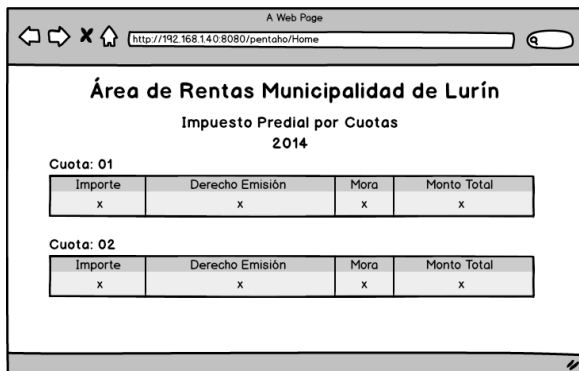 A Web Page
http://192.168.1.40:8080/pentaho/Home
Área de Rentas Municipalidad de Lurín
Impuesto Predial por Cuotas
2014
Cuota: 01
Importe Derecho Emisión Mora Monto Total
x x x x
Cuota: 02
Importe Derecho Emisión Mora Monto Total
x x x x